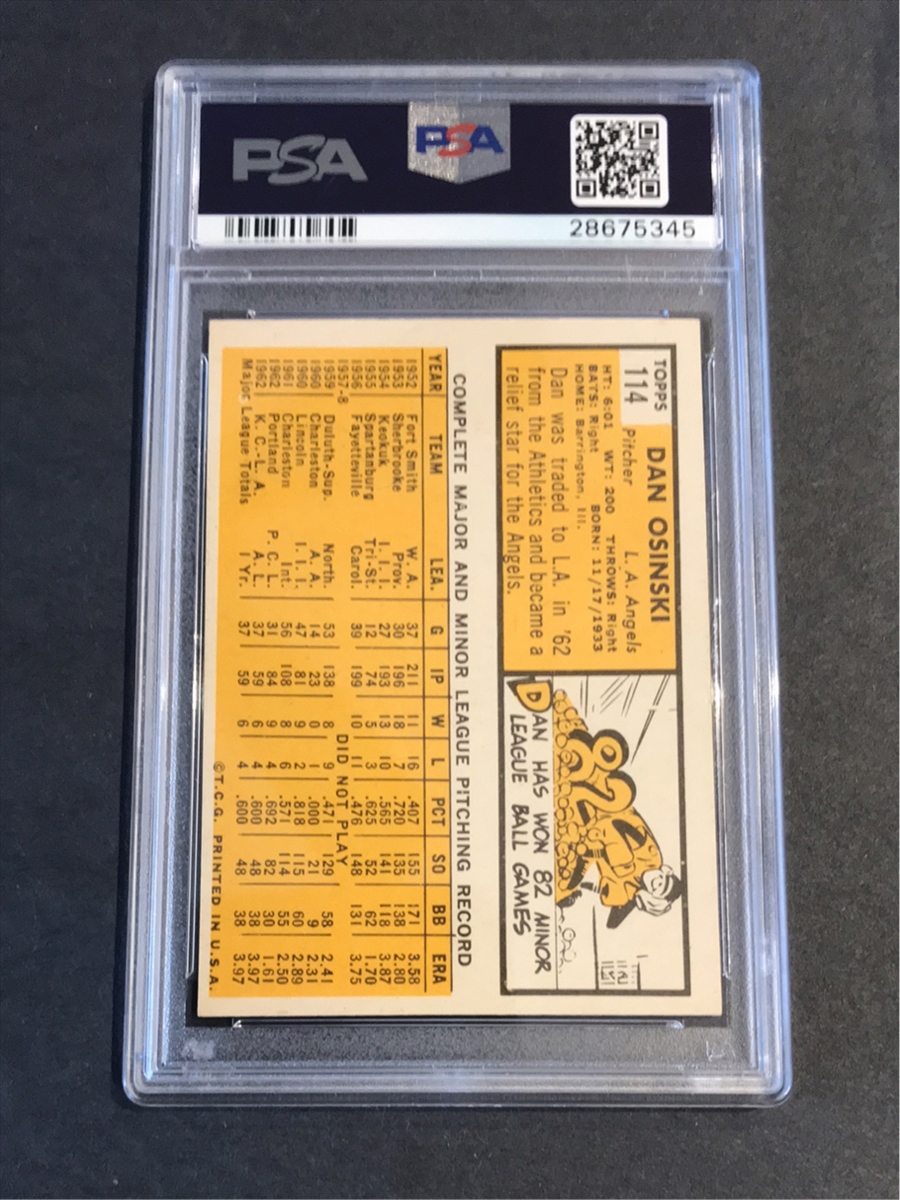 PSA PSA
28675345
TOPPS
114 DAN OSINSKI
Pitcher L. A. Angels
HT: 6:01 WT: 200 THROWS: Right
BATS: Right BORN: 11/17/1933
HOME: Barrington, Ill.
Dan was traded to L.A. in '62
from the Athletics and became a
relief star for the Angels.
82
DAN HAS WON 82 MINOR
LEAGUE BALL GAMES
COMPLETE MAJOR AND MINOR LEAGUE PITCHING RECORD
YEAR TEAM LEA. G IP W L PCT SO BB ERA
1952 Fort Smith W. A. 37 211 11 16 .407 155 171 3.58
1953 Sherbrooke Prov. 30 196 18 7 .720 135 138 2.80
1954 Keokuk I. I. I. 27 193 13 10 .565 141 118 3.87
1955 Spartanburg Tri-St. 12 74 5 3 .625 52 62 1.70
1956 Fayetteville Carol. 39 199 10 11 .476 148 131 3.75
1957-8 DID NOT PLAY
1959 Duluth-Sup. North. 53 138 8 9 .471 129 58 2.41
1960 Charleston A. A. 14 23 0 1 .000 21 9 2.31
1960 Lincoln I. I. I. 47 81 9 2 .818 115 60 2.89
1961 Charleston Int. 56 108 8 6 .571 114 55 2.50
1962 Portland P. C. L. 31 84 9 4 .692 82 30 1.61
1962 K. C.-L. A. A. L. 37 59 6 4 .600 48 38 3.97
Major League Totals 1 Yr. 37 59 6 4 .600 48 38 3.97
©T.C.G. PRINTED IN U.S.A.